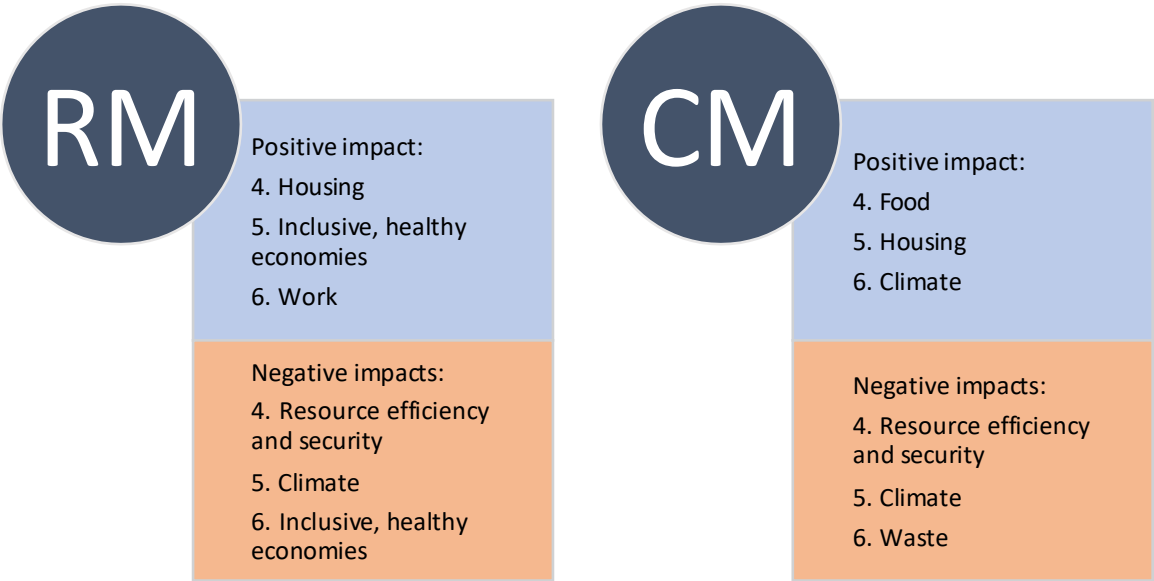 RM
Positive impact:
4. Housing
5. Inclusive, healthy
economies
6. Work
Negative impacts:
4. Resource efficiency
and security
5. Climate
6. Inclusive, healthy
economies
CM
Positive impact:
4. Food
5. Housing
6. Climate
Negative impacts:
4. Resource efficiency
and security
5. Climate
6. Waste